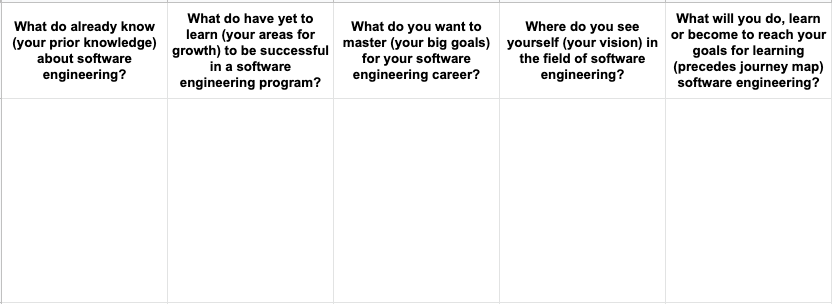 What do already know
(your prior knowledge)
about software
engineering?
What do have yet to
learn (your areas for
growth) to be successful
in a software
engineering program?
What do you want to
master (your big goals)
for your software
engineering career?
Where do you see
yourself (your vision) in
the field of software
engineering?
What will you do, learn
or become to reach your
goals for learning
(precedes journey map)
software engineering?